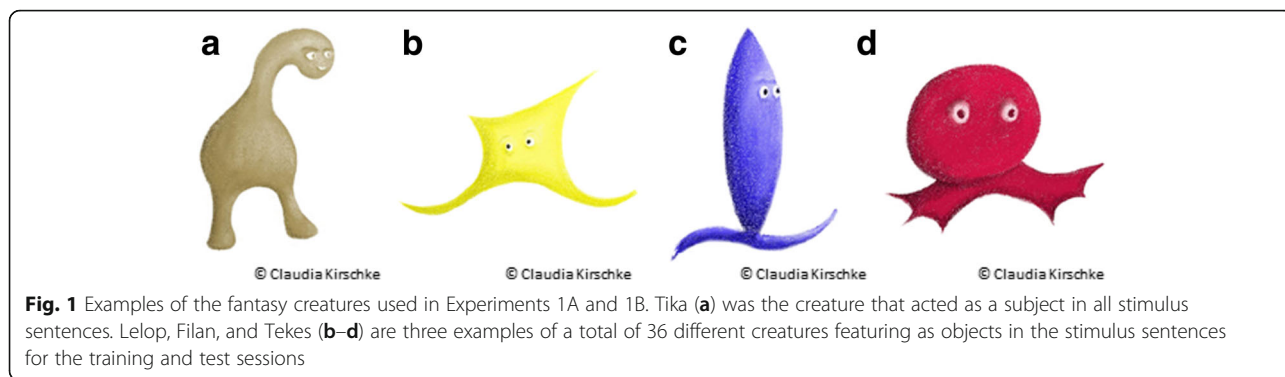 a b c d
© Claudia Kirschke © Claudia Kirschke © Claudia Kirschke © Claudia Kirschke
Fig. 1 Examples of the fantasy creatures used in Experiments 1A and 1B. Tika (a) was the creature that acted as a subject in all stimulus
sentences. Lelop, Filan, and Tekes (b–d) are three examples of a total of 36 different creatures featuring as objects in the stimulus sentences
for the training and test sessions